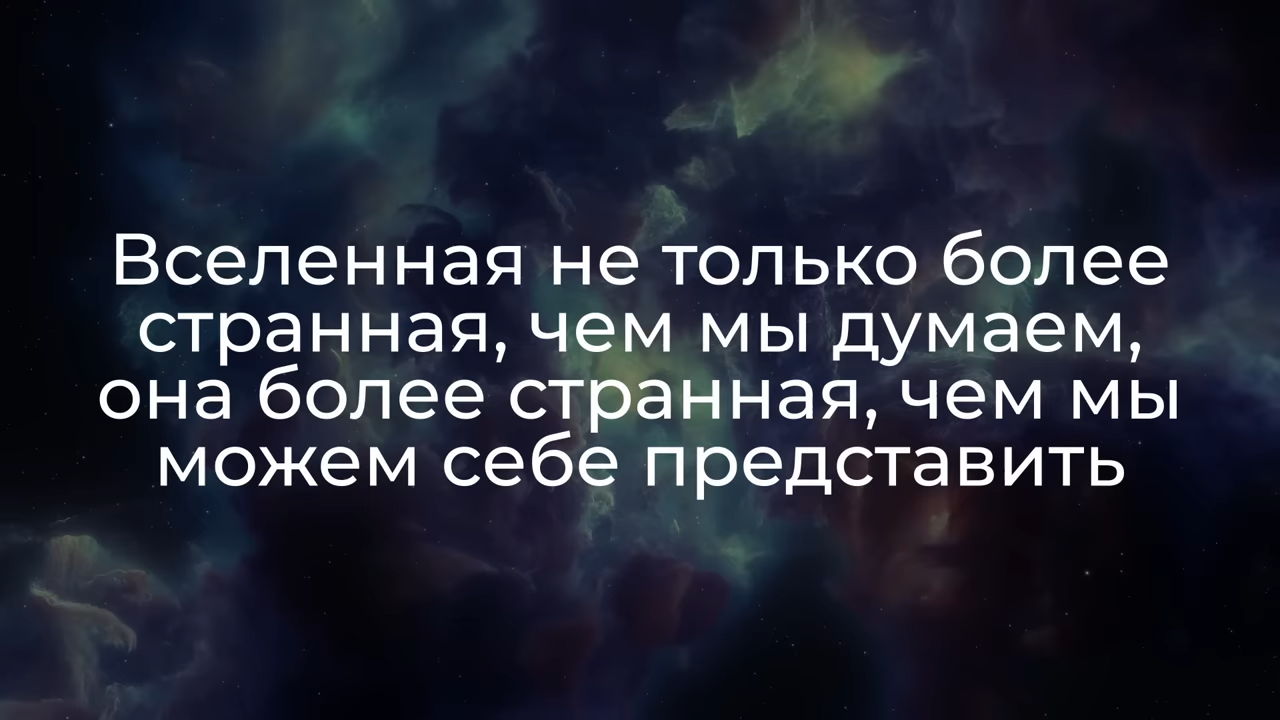 Вселенная не только более
странная, чем мы думаем,
она более странная, чем мы
можем себе представить